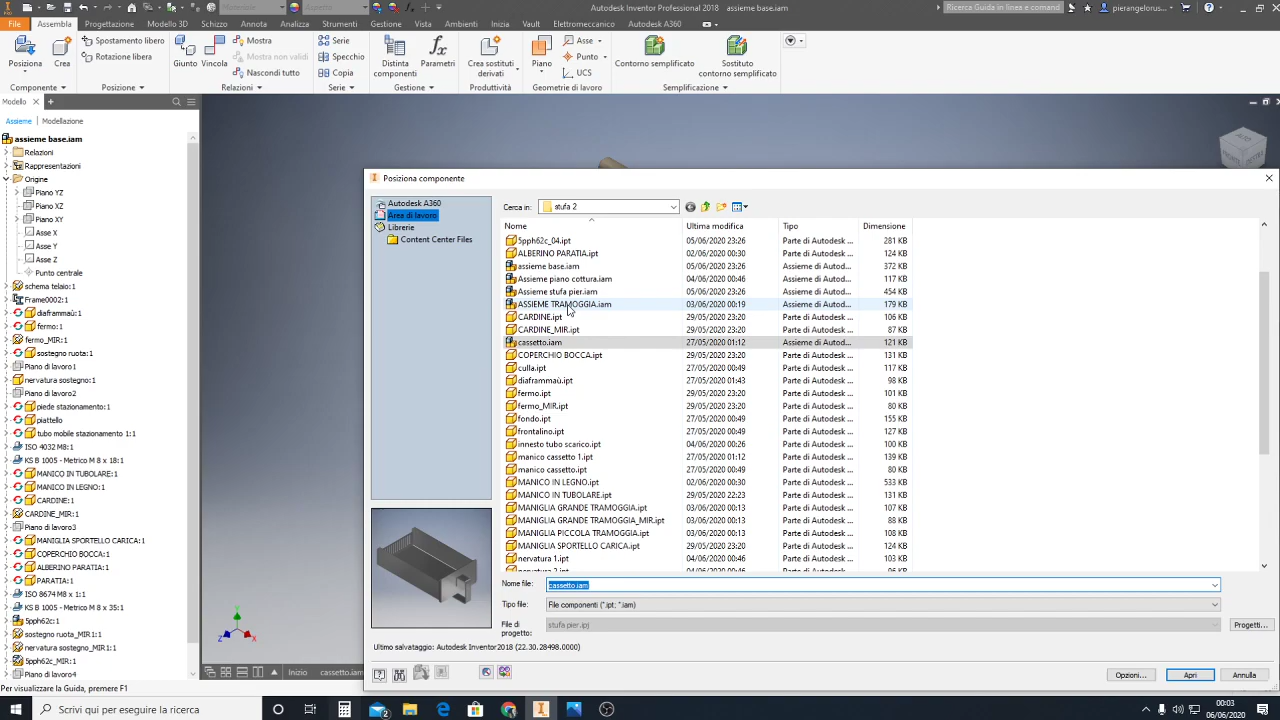 Materiale
Aspetto
Autodesk Inventor Professional 2018   assieme base.iam
Ricerca Guida in linea e comand
pierangelorus...
File
Assembla
Progettazione
Modello 3D
Schizzo
Annotazione
Analizza
Strumenti
Gestione
Vista
Ambienti
Inizia
Vault
Elettromeccanico
Autodesk A360
Posiziona
Crea
Spostamento libero
Rotazione libera
Giunto
Vincola
Mostra
Mostra non validi
Nascondi tutto
Serie
Specchio
Copia
Distinta componenti
Parametri
Crea sostituti derivati
Piano
Asse
Punto
UCS
Contorno semplificato
Sostituto contorno semplificato
Componente
Posizione
Relazioni
Serie
Gestione
Produttività
Geometrie di lavoro
Semplificazione
Modello
Assieme
Modellazione
assieme base.iam
Relazioni
Rappresentazioni
Origine
Piano YZ
Piano XZ
Piano XY
Asse X
Asse Y
Asse Z
Punto centrale
schema telaio:1
Frame0002:1
diaframmaù:1
fermo:1
fermo_MIR:1
sostegno ruota:1
Piano di lavoro1
nervatura sostegno:1
Piano di lavoro2
piede stazionamento:1
piattello
tubo mobile stazionamento 1:1
ISO 4032 M8:1
KS B 1005 - Metrico M 8 x 18:1
MANICO IN TUBOLARE:1
MANICO IN LEGNO:1
CARDINE:1
CARDINE_MIR:1
Piano di lavoro3
MANIGLIA SPORTELLO CARICA:1
COPERCHIO BOCCA:1
ALBERINO PARATIA:1
PARATIA:1
ISO 8674 M8 x 1:1
KS B 1005 - Metrico M 8 x 35:1
5pph62c:1
sostegno ruota_MIR1:1
nervatura sostegno_MIR1:1
5pph62c_MIR:1
Piano di lavoro4
Per visualizzare la Guida, premere F1
Posiziona componente
Autodesk A360
Area di lavoro
Librerie
Content Center Files
Cerca in:
stufa 2
Nome   Ultima modifica   Tipo   Dimensione
5pph62c_04.ipt   05/06/2020 23:26   Parte di Autodesk ...   281 KB
ALBERINO PARATIA.ipt   02/06/2020 00:30   Parte di Autodesk ...   124 KB
assieme base.iam   05/06/2020 23:26   Assieme di Autod...   372 KB
Assieme piano cottura.iam   04/06/2020 00:46   Assieme di Autod...   117 KB
Assieme stufa pier.iam   05/06/2020 23:26   Assieme di Autod...   454 KB
ASSIEME TRAMOGGIA.iam   03/06/2020 00:19   Assieme di Autod...   179 KB
CARDINE.ipt   29/05/2020 23:20   Parte di Autodesk ...   106 KB
CARDINE_MIR.ipt   29/05/2020 23:20   Parte di Autodesk ...   87 KB
cassetto.iam   27/05/2020 01:12   Assieme di Autod...   121 KB
COPERCHIO BOCCA.ipt   29/05/2020 23:20   Parte di Autodesk ...   131 KB
culla.ipt   27/05/2020 00:49   Parte di Autodesk ...   117 KB
diaframmaù.ipt   27/05/2020 01:43   Parte di Autodesk ...   98 KB
fermo.ipt   29/05/2020 23:20   Parte di Autodesk ...   101 KB
fermo_MIR.ipt   29/05/2020 23:20   Parte di Autodesk ...   80 KB
fondo.ipt   27/05/2020 00:49   Parte di Autodesk ...   155 KB
frontalino.ipt   27/05/2020 00:49   Parte di Autodesk ...   127 KB
innesto tubo scarico.ipt   04/06/2020 00:26   Parte di Autodesk ...   100 KB
manico cassetto 1.ipt   27/05/2020 01:12   Parte di Autodesk ...   139 KB
manico cassetto.ipt   27/05/2020 00:49   Parte di Autodesk ...   80 KB
MANICO IN LEGNO.ipt   02/06/2020 00:30   Parte di Autodesk ...   533 KB
MANICO IN TUBOLARE.ipt   29/05/2020 22:23   Parte di Autodesk ...   131 KB
MANIGLIA GRANDE TRAMOGGIA.ipt   03/06/2020 00:13   Parte di Autodesk ...   107 KB
MANIGLIA GRANDE TRAMOGGIA_MIR.ipt   03/06/2020 00:13   Parte di Autodesk ...   88 KB
MANIGLIA PICCOLA TRAMOGGIA.ipt   03/06/2020 00:13   Parte di Autodesk ...   108 KB
MANIGLIA SPORTELLO CARICA.ipt   29/05/2020 23:20   Parte di Autodesk ...   124 KB
nervatura 1.ipt   04/06/2020 00:46   Parte di Autodesk ...   108 KB
nervatura 2.ipt   04/06/2020 00:46   Parte di Autodesk ...   96 KB
Nome file:   cassetto.iam
Tipo file:   File componenti (*.ipt; *.iam)
File di progetto:   stufa pier.ipj
Progetti...
Ultimo salvataggio: Autodesk Inventor2018 (22.30.28498.0000)
Opzioni...
Apri
Annulla
Y
Z
X
Inizio
cassetto.iam
Scrivi qui per eseguire la ricerca
00:03
06/06/2020